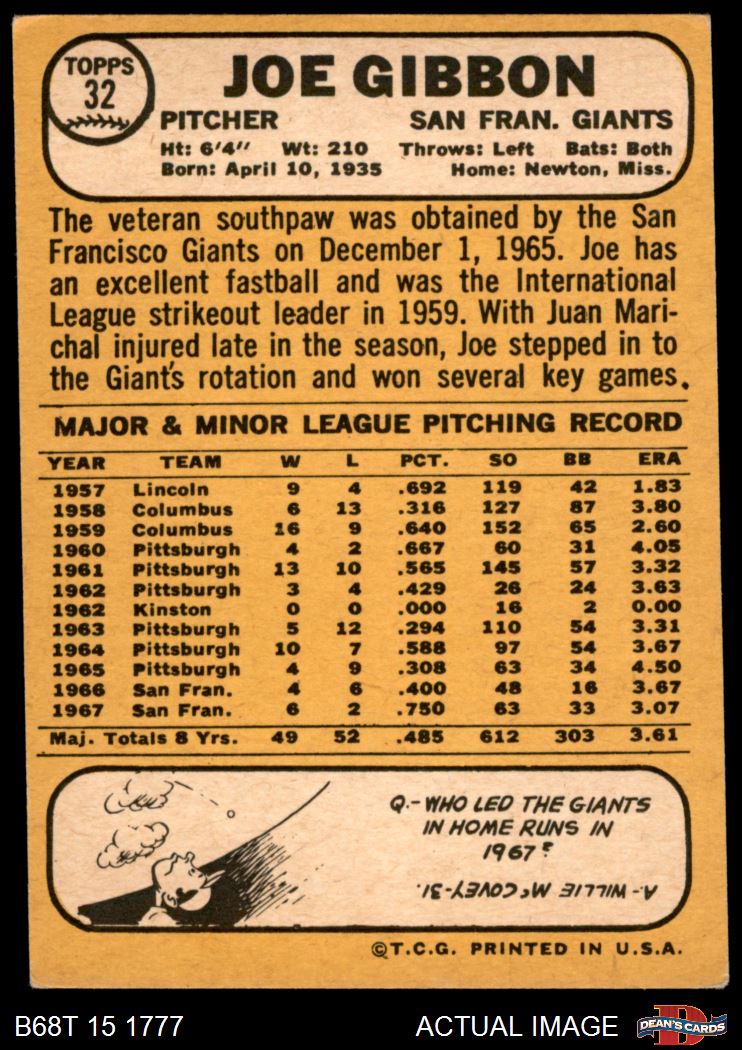 TOPPS
32
JOE GIBBON
PITCHER SAN FRAN. GIANTS
Ht: 6'4" Wt: 210 Throws: Left Bats: Both
Born: April 10, 1935 Home: Newton, Miss.
The veteran southpaw was obtained by the San
Francisco Giants on December 1, 1965. Joe has
an excellent fastball and was the International
League strikeout leader in 1959. With Juan Mari-
chal injured late in the season, Joe stepped in to
the Giant's rotation and won several key games.
MAJOR & MINOR LEAGUE PITCHING RECORD
YEAR TEAM W L PCT. SO BB ERA
1957 Lincoln 9 4 .692 119 42 1.83
1958 Columbus 6 13 .316 127 87 3.80
1959 Columbus 16 9 .640 152 65 2.60
1960 Pittsburgh 4 2 .667 60 31 4.05
1961 Pittsburgh 13 10 .565 145 57 3.32
1962 Pittsburgh 3 4 .429 26 24 3.63
1962 Kinston 0 0 .000 16 2 0.00
1963 Pittsburgh 5 12 .294 110 54 3.31
1964 Pittsburgh 10 7 .588 97 54 3.67
1965 Pittsburgh 4 9 .308 63 34 4.50
1966 San Fran. 4 6 .400 48 16 3.67
1967 San Fran. 6 2 .750 63 33 3.07
Maj. Totals 8 Yrs. 49 52 .485 612 303 3.61
Q.-WHO LED THE GIANTS
IN HOME RUNS IN
1967?
A.-WILLIE McCOVEY-31.
©T.C.G. PRINTED IN U.S.A.
B68T 15 1777 ACTUAL IMAGE DEAN'S CARDS